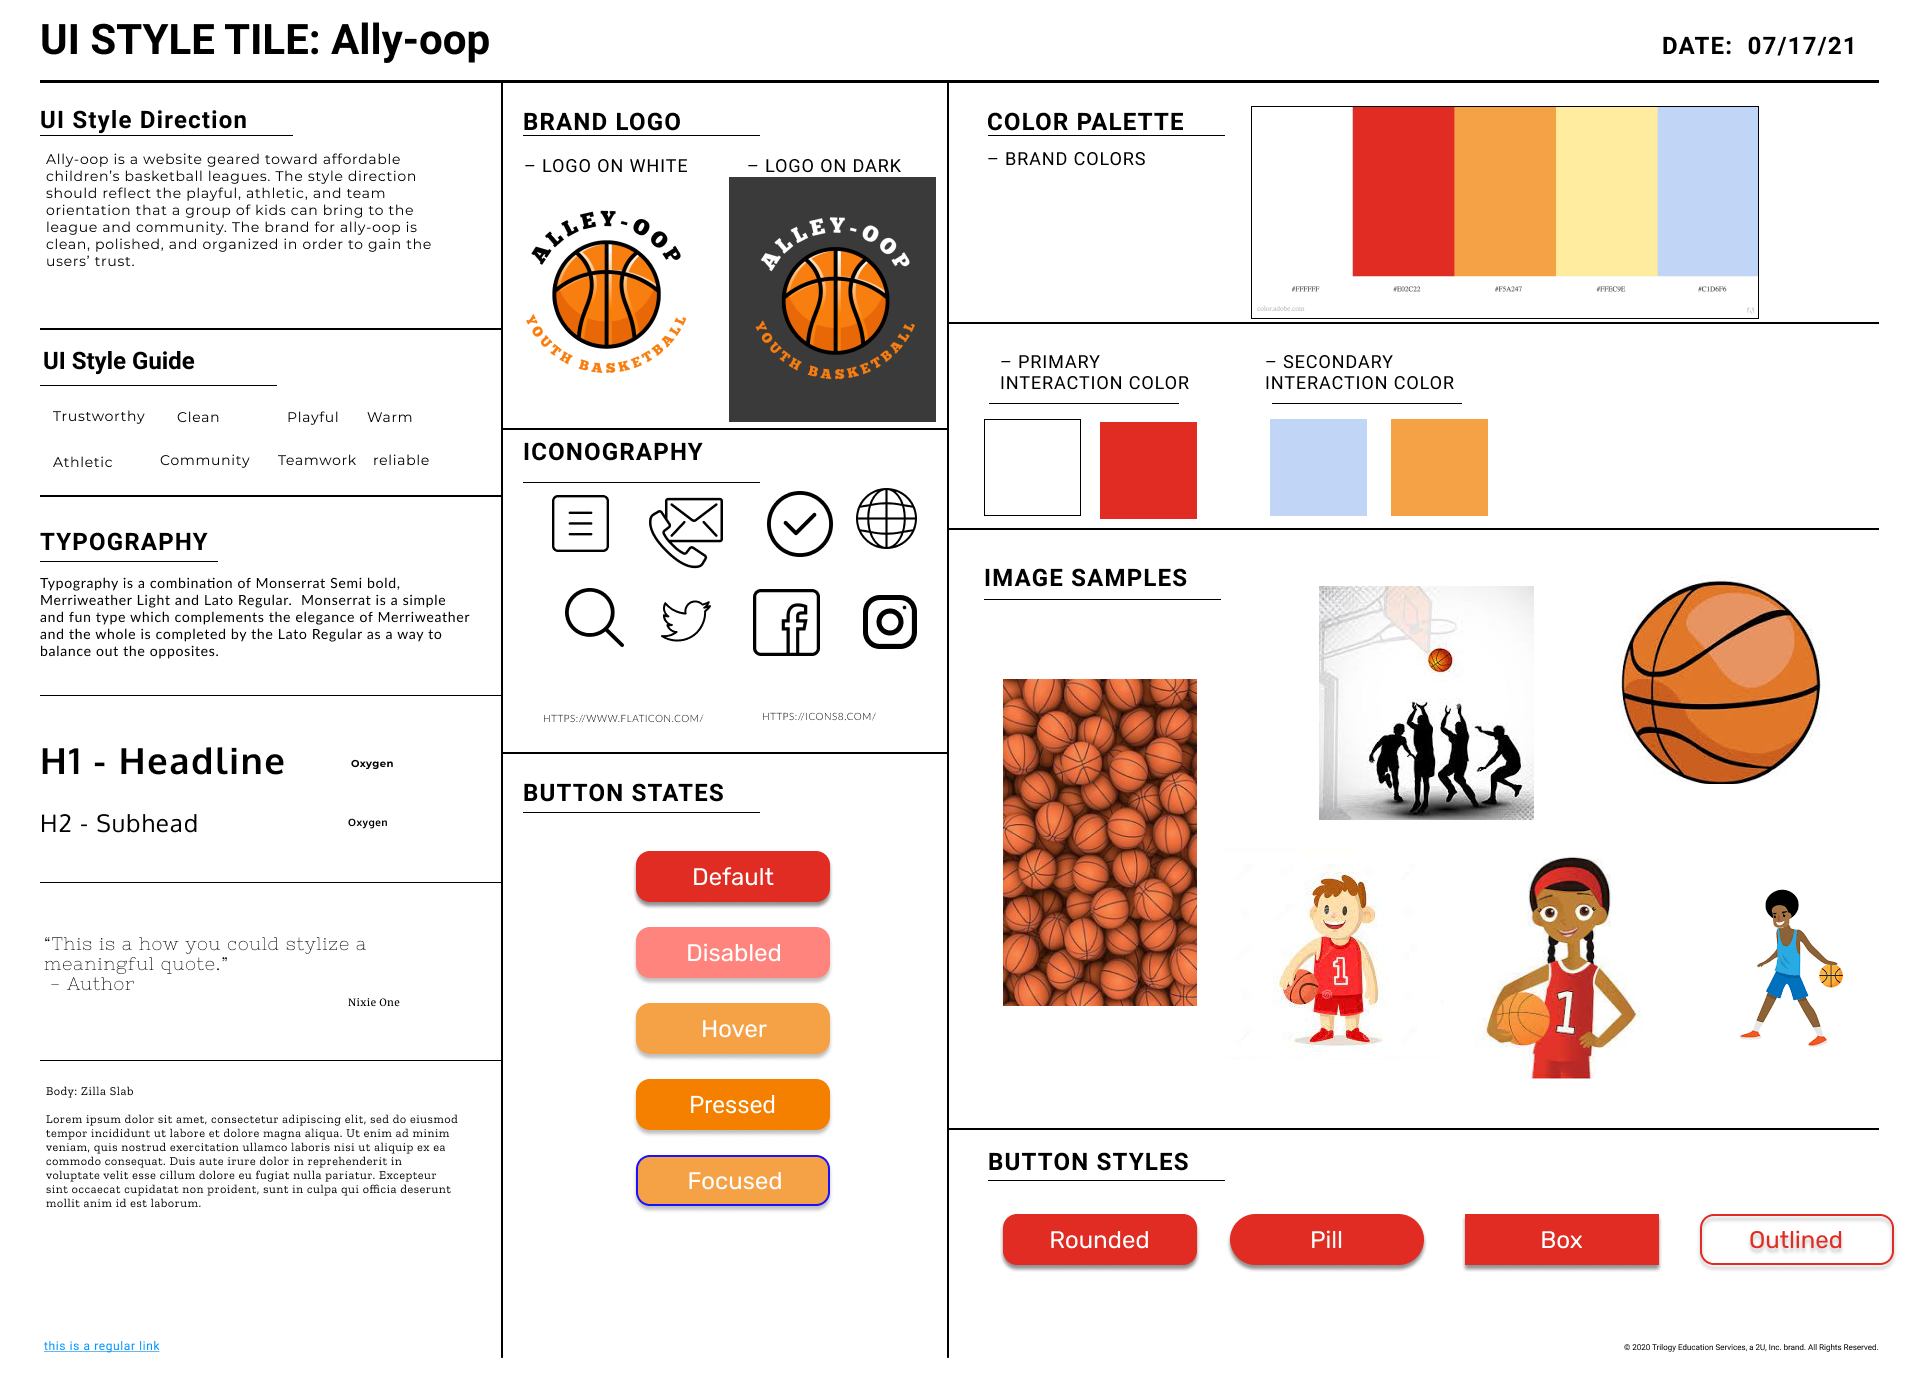 UI STYLE TILE: Ally-oop
DATE: 07/17/21
UI Style Direction
Ally-oop is a website geared toward affordable
children's basketball leagues. The style direction
should reflect the playful, athletic, and team
orientation that a group of kids can bring to the
league and community. The brand for ally-oop is
clean, polished, and organized in order to gain the
users' trust.
UI Style Guide
Trustworthy Clean Playful Warm
Athletic Community Teamwork reliable
TYPOGRAPHY
Typography is a combination of Monserrat Semi bold,
Merriweather Light and Lato Regular. Monserrat is a simple
and fun type which complements the elegance of Merriweather
and the whole is completed by the Lato Regular as a way to
balance out the opposites.
H1 - Headline Oxygen
H2 - Subhead Oxygen
“This is a how you could stylize a
meaningful quote.”
– Author
Nixie One
Body: Zilla Slab
Lorem ipsum dolor sit amet, consectetur adipiscing elit, sed do eiusmod
tempor incididunt ut labore et dolore magna aliqua. Ut enim ad minim
veniam, quis nostrud exercitation ullamco laboris nisi ut aliquip ex ea
commodo consequat. Duis aute irure dolor in reprehenderit in
voluptate velit esse cillum dolore eu fugiat nulla pariatur. Excepteur
sint occaecat cupidatat non proident, sunt in culpa qui officia deserunt
mollit anim id est laborum.
this is a regular link
BRAND LOGO
– LOGO ON WHITE – LOGO ON DARK
ALLEY-OOP
YOUTH BASKETBALL
ALLEY-OOP
YOUTH BASKETBALL
ICONOGRAPHY
HTTPS://WWW.FLATICON.COM/ HTTPS://ICONS8.COM/
BUTTON STATES
Default
Disabled
Hover
Pressed
Focused
COLOR PALETTE
– BRAND COLORS
#FFFFFF #E02C22 #F5A247 #FFEC9E #C1D6F6
color.adobe.com
– PRIMARY
INTERACTION COLOR
– SECONDARY
INTERACTION COLOR
IMAGE SAMPLES
1
1
BUTTON STYLES
Rounded Pill Box Outlined
© 2020 Trilogy Education Services, a 2U, Inc. brand. All Rights Reserved.